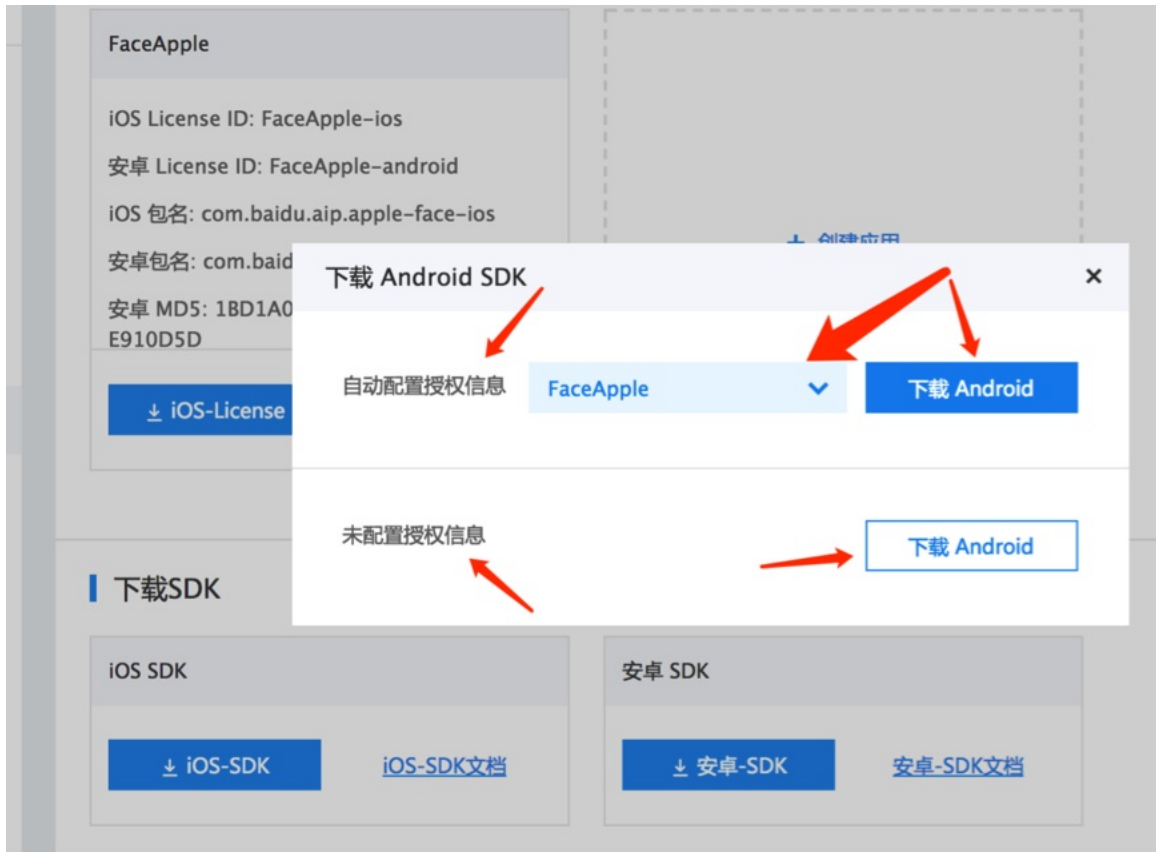 FaceApple
iOS License ID: FaceApple-ios
安卓 License ID: FaceApple-android
iOS 包名: com.baidu.aip.apple-face-ios
安卓包名: com.baid
安卓 MD5: 1BD1A0
E910D5D
iOS-License
+ 创建应用
下载 Android SDK
自动配置授权信息
FaceApple
下载 Android
未配置授权信息
下载 Android
下载SDK
iOS SDK
iOS-SDK
iOS-SDK文档
安卓 SDK
安卓-SDK
安卓-SDK文档